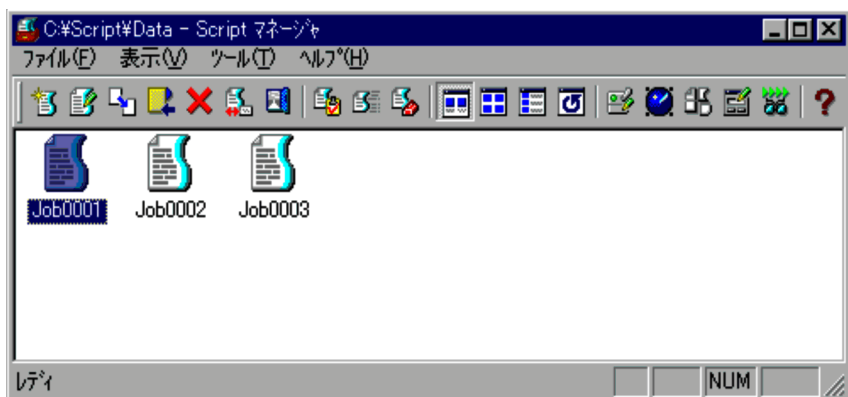 C:¥Script¥Data - Script ﾏﾈｰｼﾞｬ
ﾌｧｲﾙ(F) 表示(V) ﾂｰﾙ(T) ﾍﾙﾌﾟ(H)
Job0001 Job0002 Job0003
ﾚﾃﾞｨ NUM